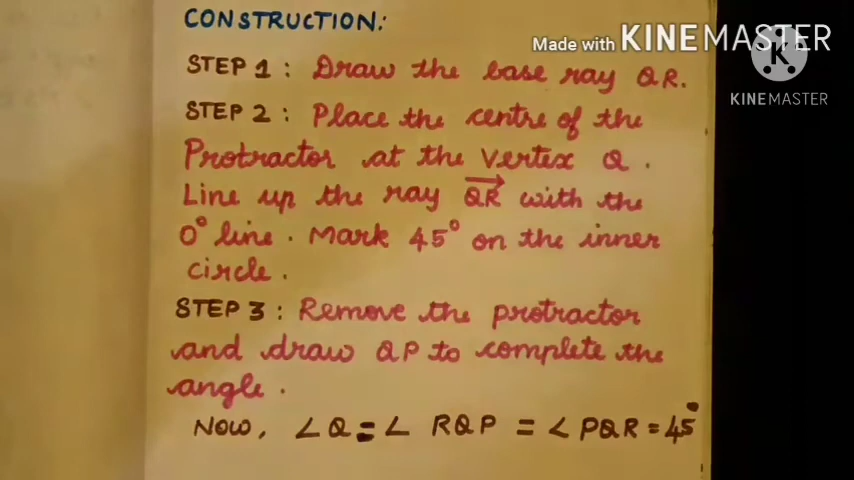 CONSTRUCTION:
Made with KINEMASTER
K
KINEMASTER
STEP 1 : Draw the base ray QR.
STEP 2 : Place the centre of the
Protractor at the vertex Q .
Line up the ray QR with the
0° line . Mark 45° on the inner
circle .
STEP 3 : Remove the protractor
and draw QP to complete the
angle .
NOW, ∠Q = ∠ RQP = ∠ PQR = 45°